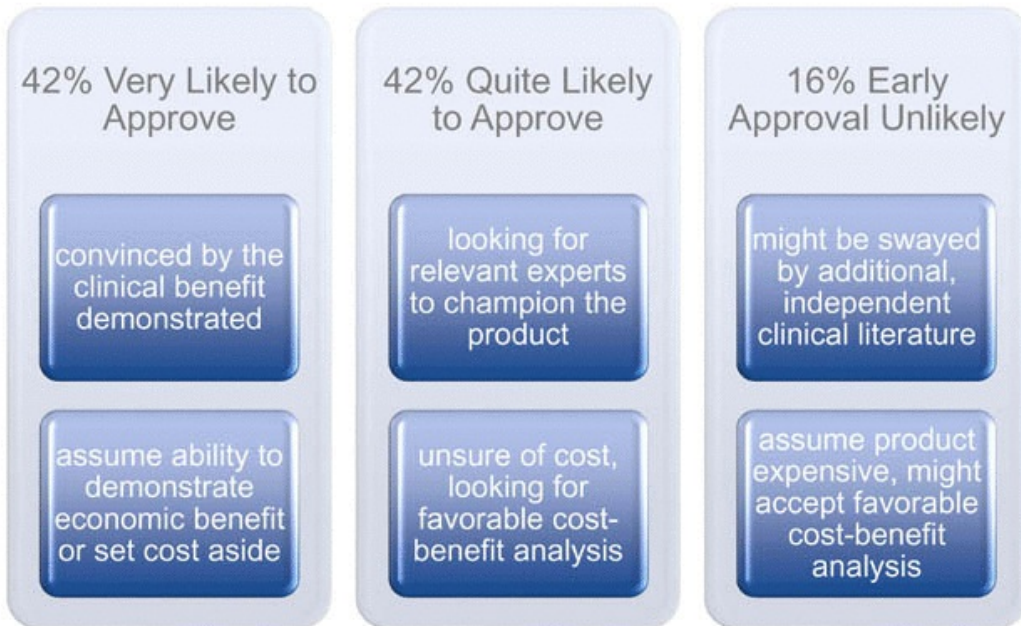 42% Very Likely to
Approve
convinced by the
clinical benefit
demonstrated
assume ability to
demonstrate
economic benefit
or set cost aside
42% Quite Likely
to Approve
looking for
relevant experts
to champion the
product
unsure of cost,
looking for
favorable cost-
benefit analysis
16% Early
Approval Unlikely
might be swayed
by additional,
independent
clinical literature
assume product
expensive, might
accept favorable
cost-benefit
analysis